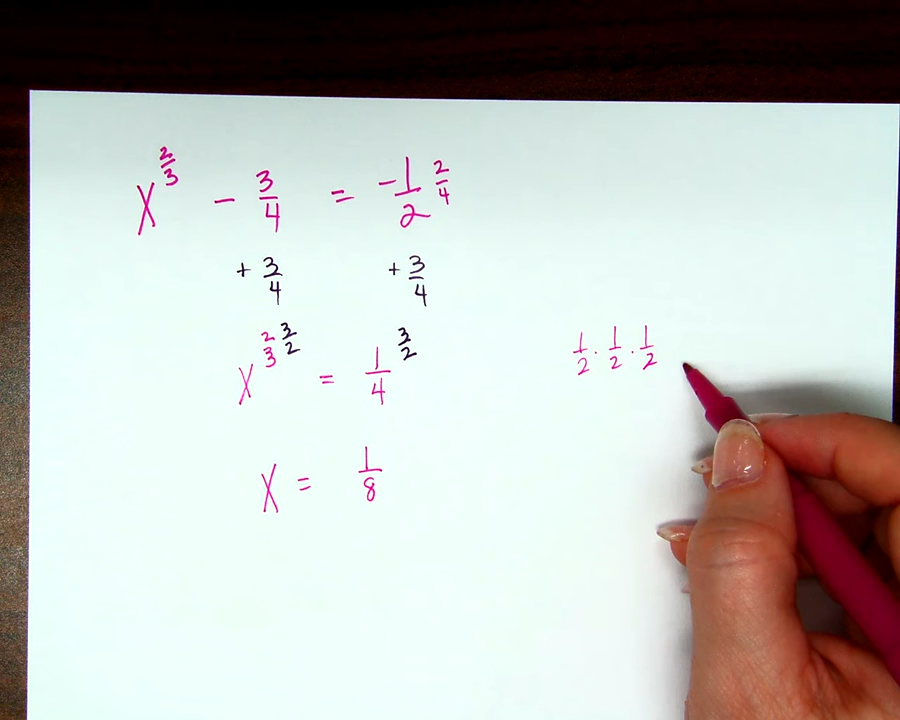 x^(2/3) - 3/4 = -1/2 2/4
+ 3/4 + 3/4
x^(2/3 3/2) = 1/4^(3/2)
1/2 · 1/2 · 1/2
x = 1/8